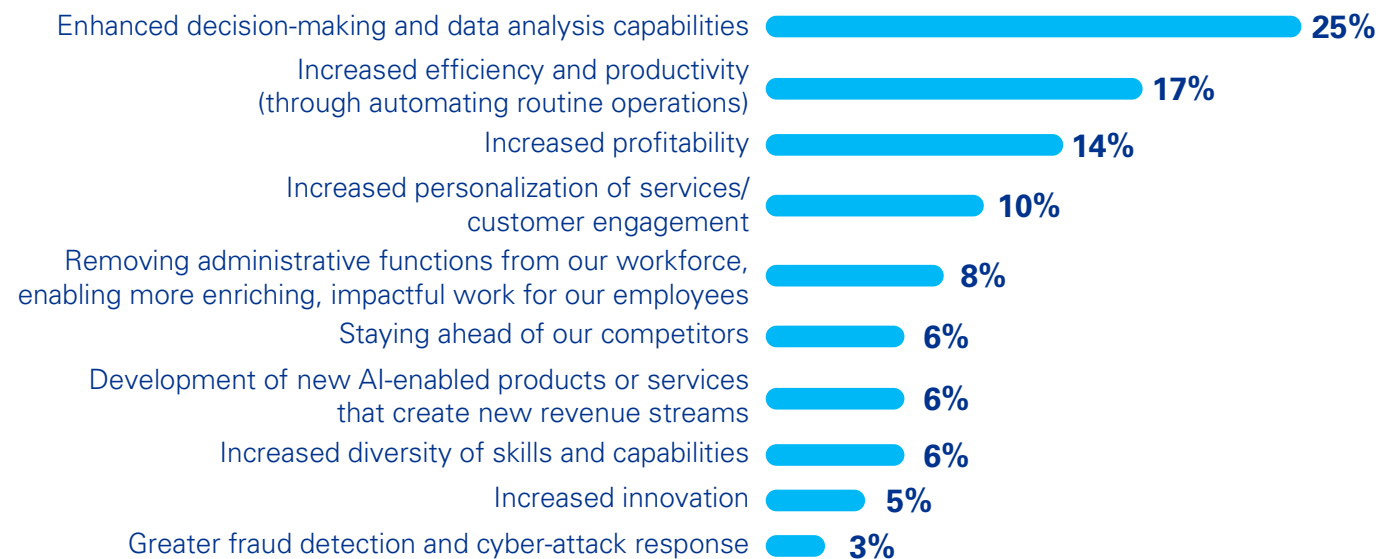 Enhanced decision-making and data analysis capabilities 25%
Increased efficiency and productivity
(through automating routine operations) 17%
Increased profitability 14%
Increased personalization of services/
customer engagement 10%
Removing administrative functions from our workforce,
enabling more enriching, impactful work for our employees 8%
Staying ahead of our competitors 6%
Development of new AI-enabled products or services
that create new revenue streams 6%
Increased diversity of skills and capabilities 6%
Increased innovation 5%
Greater fraud detection and cyber-attack response 3%